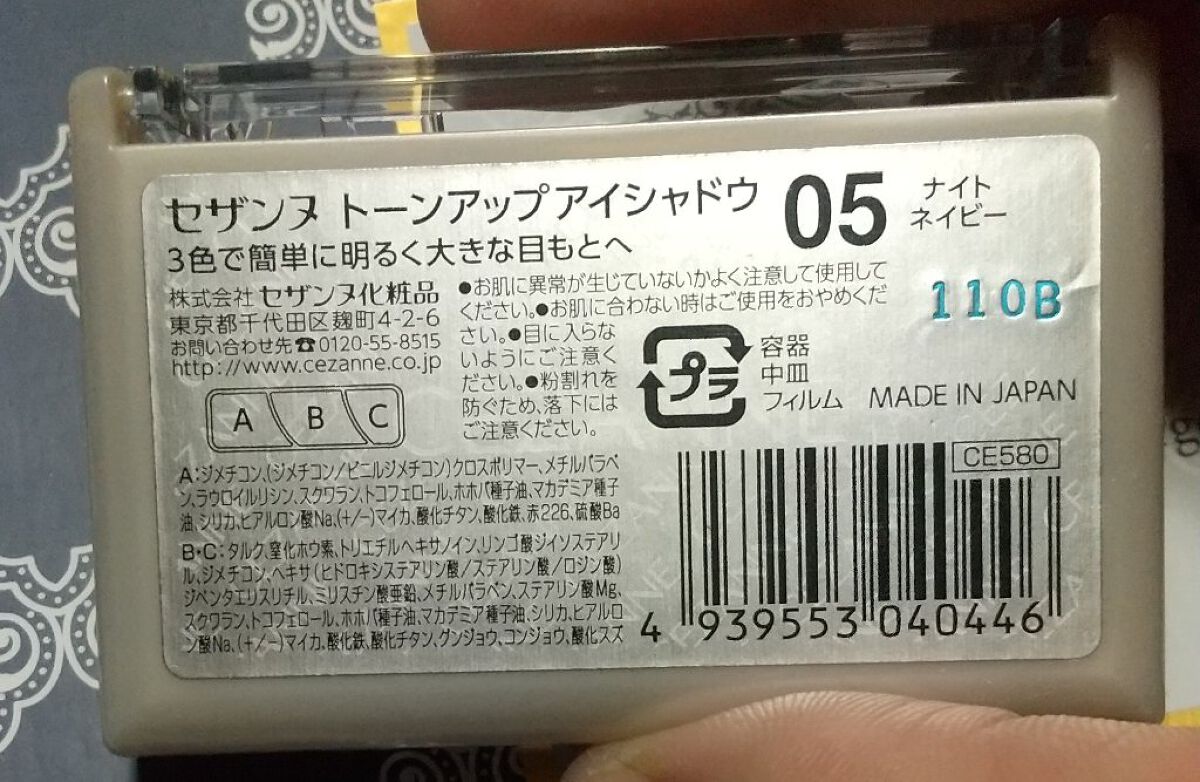 セザンヌ トーンアップアイシャドウ 05 ナイト
ネイビー
3色で簡単に明るく大きな目もとへ
株式会社 セザンヌ化粧品
東京都千代田区麹町4-2-6
お問い合わせ先☎0120-55-8515
http://www.cezanne.co.jp
●お肌に異常が生じていないかよく注意して使用して
ください。●お肌に合わない時はご使用をおやめくだ
さい。●目に入らな
いようにご注意く
ださい。●粉割れを
防ぐため、落下には
ご注意ください。
110B
プラ
容器
中皿
フィルム
MADE IN JAPAN
A B C
A:ジメチコン、(ジメチコン/ビニルジメチコン)クロスポリマー、メチルパラベ
ン、ラウロイルリシン、スクワラン、トコフェロール、ホホバ種子油、マカデミア種子
油、シリカ、ヒアルロン酸Na、(+/-)マイカ、酸化チタン、酸化鉄、赤226、硫酸Ba
B・C:タルク、窒化ホウ素、トリエチルヘキサノイン、リンゴ酸ジイソステアリ
ル、ジメチコン、ヘキサ(ヒドロキシステアリン酸/ステアリン酸/ロジン酸)
ジペンタエリスリチル、ミリスチン酸亜鉛、メチルパラベン、ステアリン酸Mg、
スクワラン、トコフェロール、ホホバ種子油、マカデミア種子油、シリカ、ヒアルロ
ン酸Na、(+/-)マイカ、酸化鉄、酸化チタン、グンジョウ、コンジョウ、酸化スズ
CE580
4 939553 040446